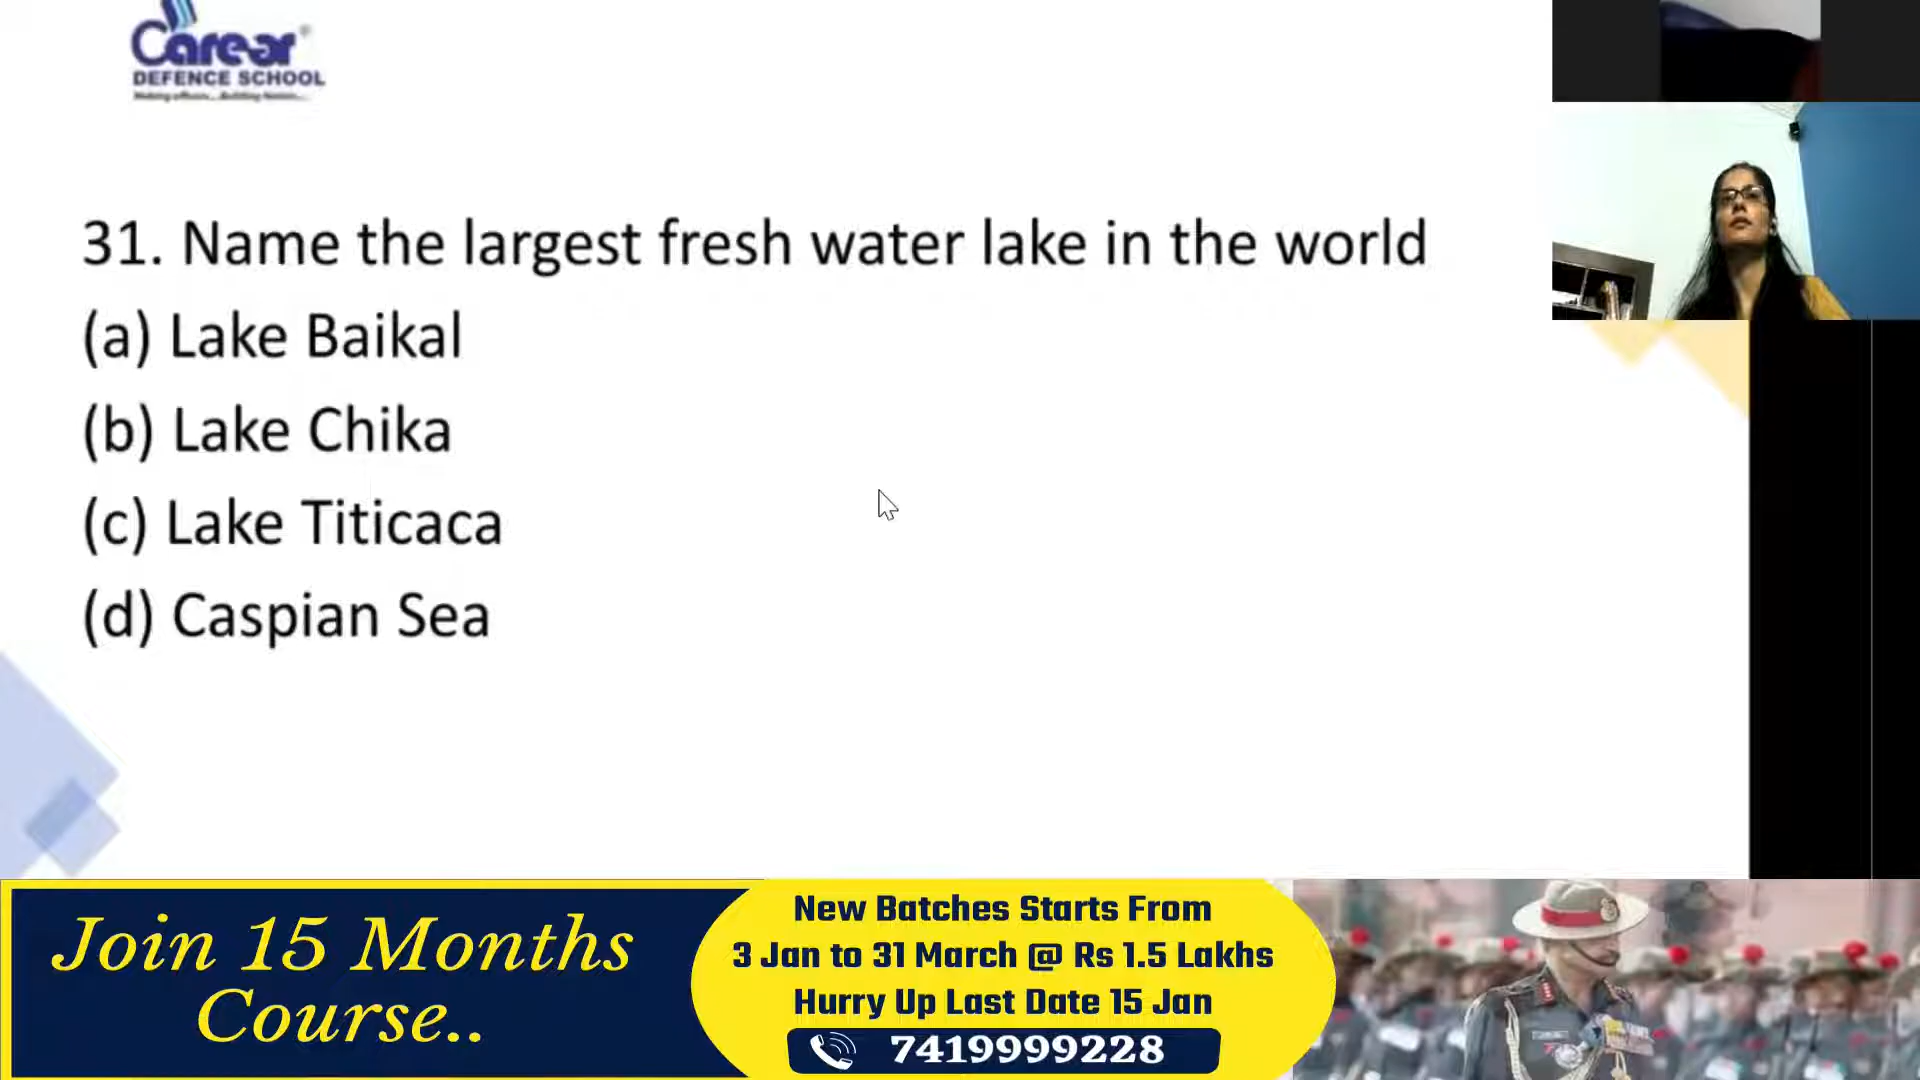 Carear®
DEFENCE SCHOOL
31. Name the largest fresh water lake in the world
(a) Lake Baikal
(b) Lake Chika
(c) Lake Titicaca
(d) Caspian Sea
Join 15 Months
Course..
New Batches Starts From
3 Jan to 31 March @ Rs 1.5 Lakhs
Hurry Up Last Date 15 Jan
7419999228